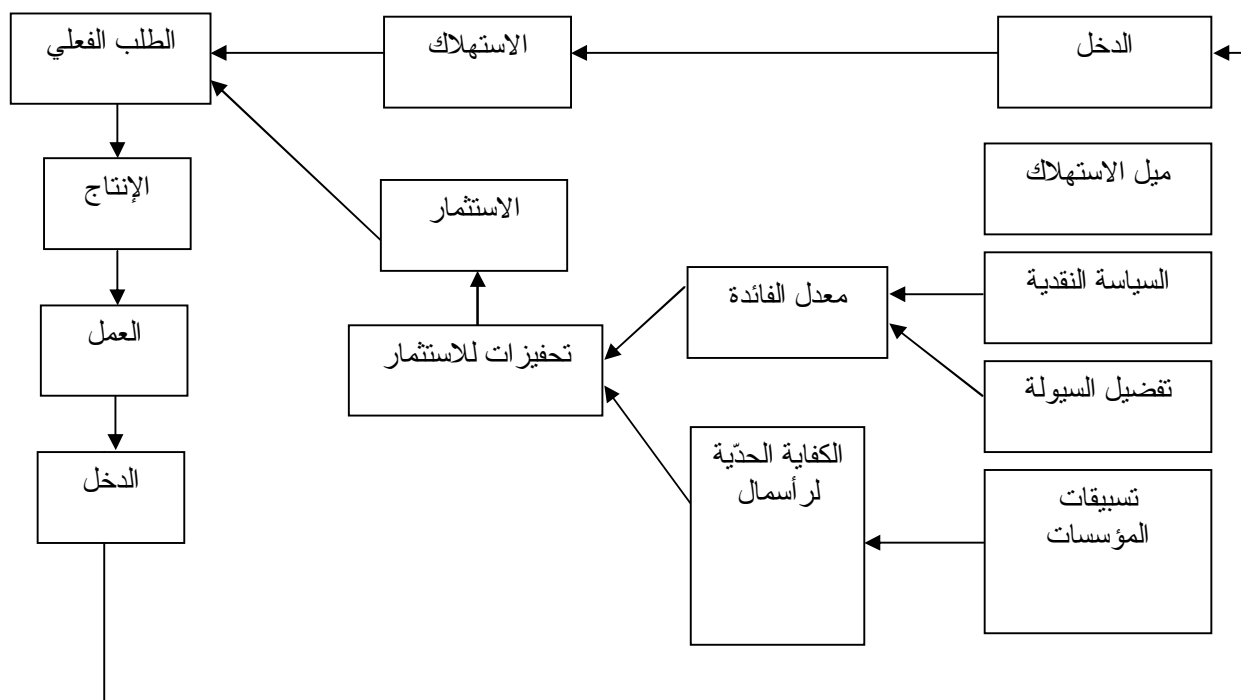 الدخل
الاستهلاك
الطلب الفعلي
ميل الاستهلاك
الاستثمار
الإنتاج
السياسة النقدية
معدل الفائدة
تحفيزات للاستثمار
العمل
تفضيل السيولة
الكفاية الحدّية
لرأسمال
الدخل
تسبيقات
المؤسسات